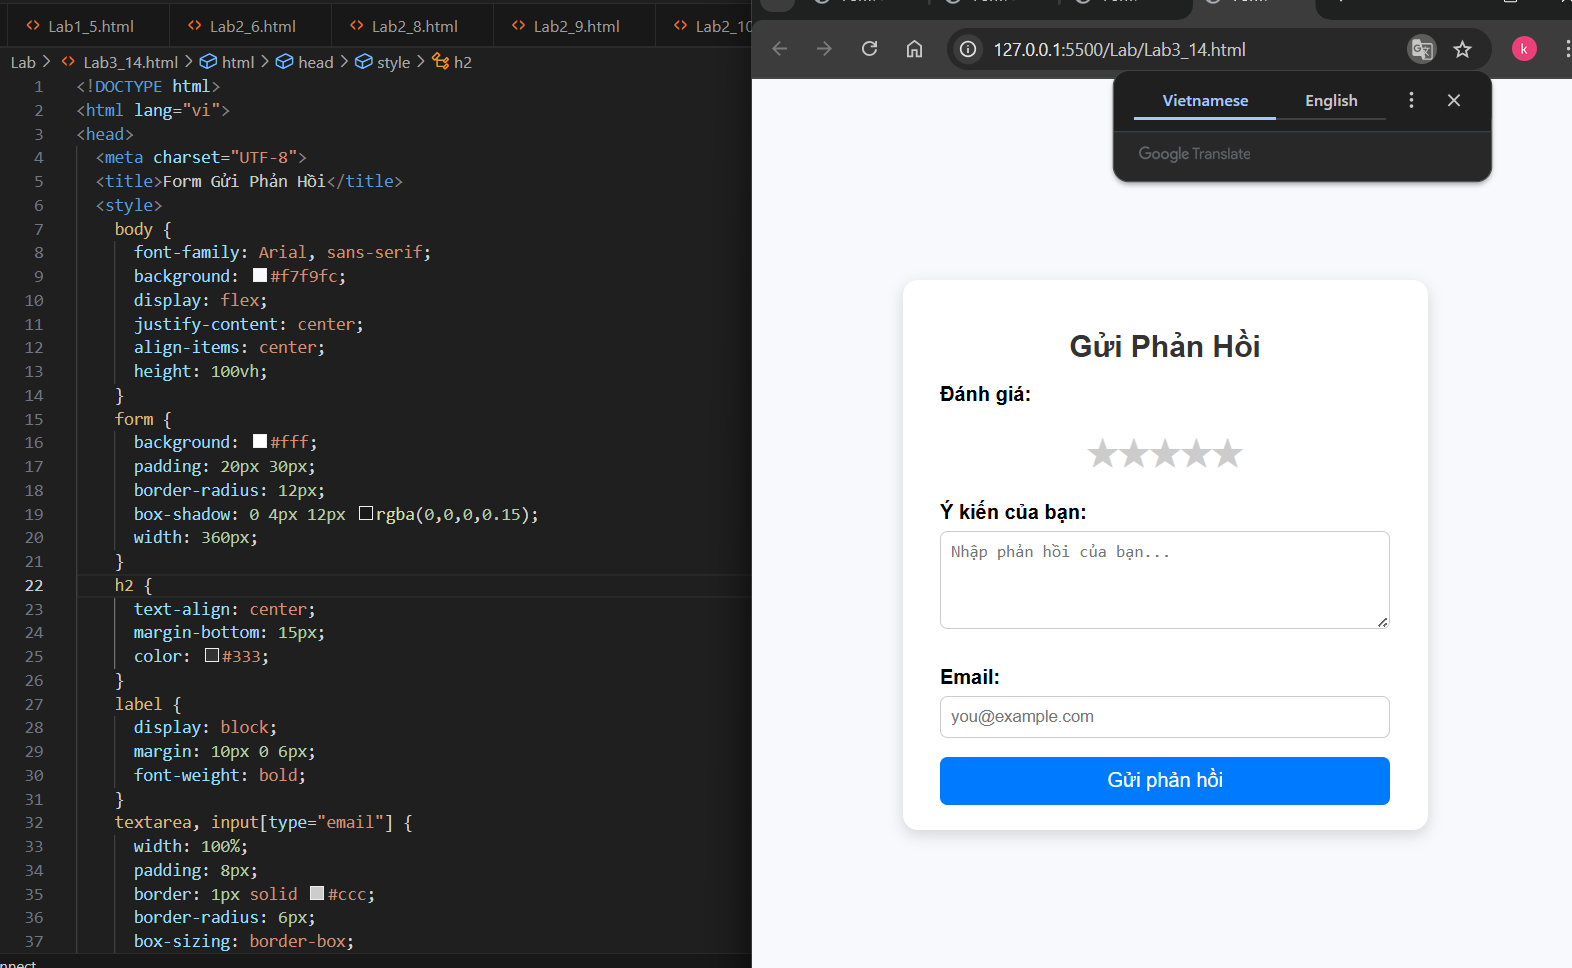 Lab1_5.html
Lab2_6.html
Lab2_8.html
Lab2_9.html
Lab2_10
Lab > Lab3_14.html > html > head > style > h2
1 <!DOCTYPE html>
2 <html lang="vi">
3 <head>
4 <meta charset="UTF-8">
5 <title>Form Gửi Phản Hồi</title>
6 <style>
7 body {
8 font-family: Arial, sans-serif;
9 background: #f7f9fc;
10 display: flex;
11 justify-content: center;
12 align-items: center;
13 height: 100vh;
14 }
15 form {
16 background: #fff;
17 padding: 20px 30px;
18 border-radius: 12px;
19 box-shadow: 0 4px 12px rgba(0,0,0,0.15);
20 width: 360px;
21 }
22 h2 {
23 text-align: center;
24 margin-bottom: 15px;
25 color: #333;
26 }
27 label {
28 display: block;
29 margin: 10px 0 6px;
30 font-weight: bold;
31 }
32 textarea, input[type="email"] {
33 width: 100%;
34 padding: 8px;
35 border: 1px solid #ccc;
36 border-radius: 6px;
37 box-sizing: border-box;
127.0.0.1:5500/Lab/Lab3_14.html
k
Vietnamese
English
Google Translate
Gửi Phản Hồi
Đánh giá:
★★★★★
Ý kiến của bạn:
Nhập phản hồi của bạn...
Email:
you@example.com
Gửi phản hồi